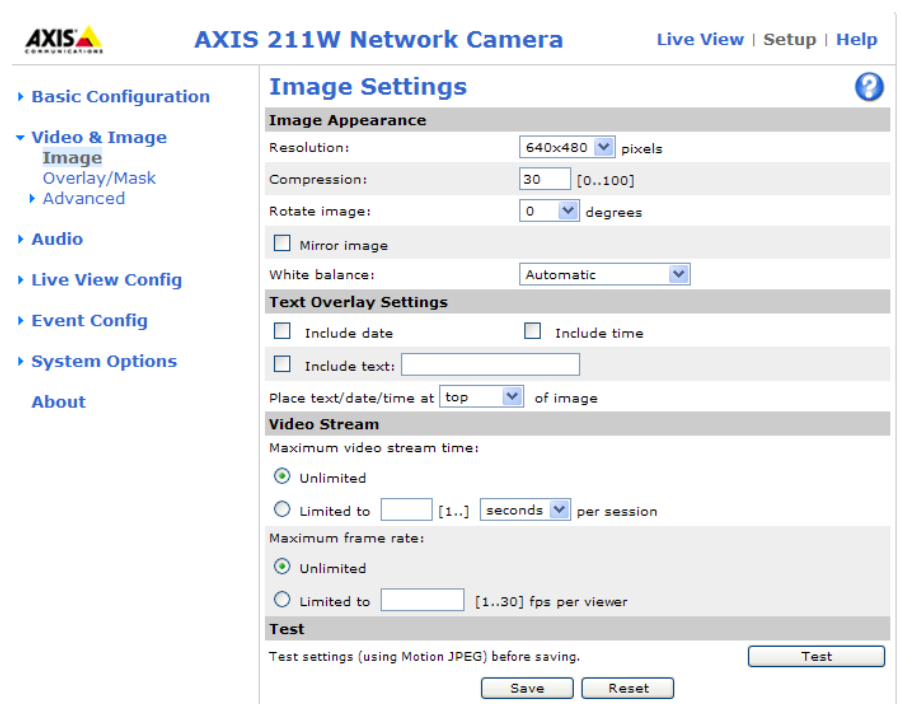 AXIS
COMMUNICATIONS
AXIS 211W Network Camera
Live View | Setup | Help
Basic Configuration
Video & Image
Image
Overlay/Mask
Advanced
Audio
Live View Config
Event Config
System Options
About
Image Settings
?
Image Appearance
Resolution: 640x480 pixels
Compression: 30 [0..100]
Rotate image: 0 degrees
Mirror image
White balance: Automatic
Text Overlay Settings
Include date Include time
Include text:
Place text/date/time at top of image
Video Stream
Maximum video stream time:
Unlimited
Limited to [1..] seconds per session
Maximum frame rate:
Unlimited
Limited to [1..30] fps per viewer
Test
Test settings (using Motion JPEG) before saving. Test
Save Reset